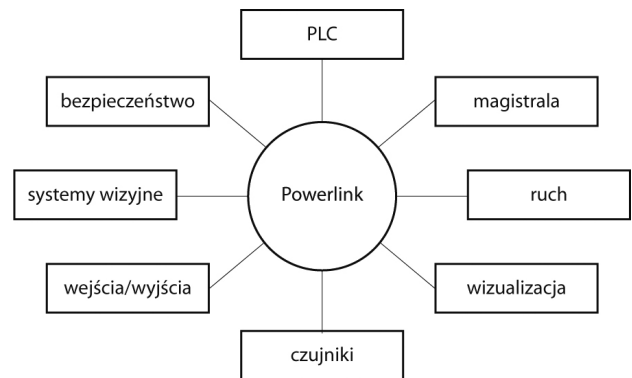 PLC
bezpieczeństwo
magistrala
systemy wizyjne
Powerlink
ruch
wejścia/wyjścia
wizualizacja
czujniki